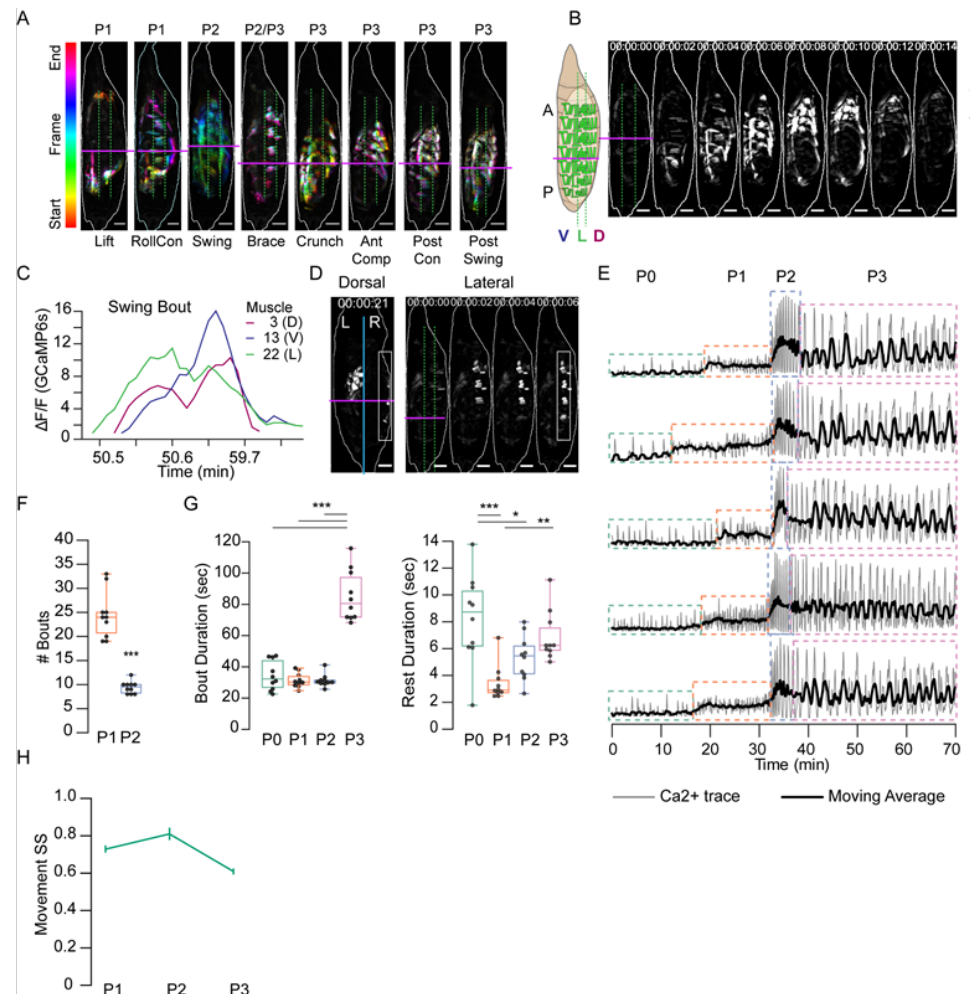 A
P1 P1 P2 P2/P3 P3 P3 P3 P3
End
Frame
Start
Lift RollCon Swing Brace Crunch Ant Comp Post Con Post Swing
B
00:00:00 00:00:02 00:00:04 00:00:06 00:00:08 00:00:10 00:00:12 00:00:14
A
P
V L D
C
Swing Bout
Muscle
3 (D)
13 (V)
22 (L)
ΔF/F (GCaMP6s)
16
12
8
4
0
50.5 50.6 59.7
Time (min)
D
Dorsal Lateral
00:00:21 00:00:00 00:00:02 00:00:04 00:00:06
L R
E
P0 P1 P2 P3
0 10 20 30 40 50 60 70
Time (min)
Ca2+ trace Moving Average
F
# Bouts
40
35
30
25
20
15
10
5
0
***
P1 P2
G
Bout Duration (sec)
120
100
80
60
40
20
0
***
P0 P1 P2 P3
Rest Duration (sec)
14
12
10
8
6
4
2
0
***
*
**
P0 P1 P2 P3
H
Movement SS
1.0
0.8
0.6
0.4
0.2
0
P1 P2 P3